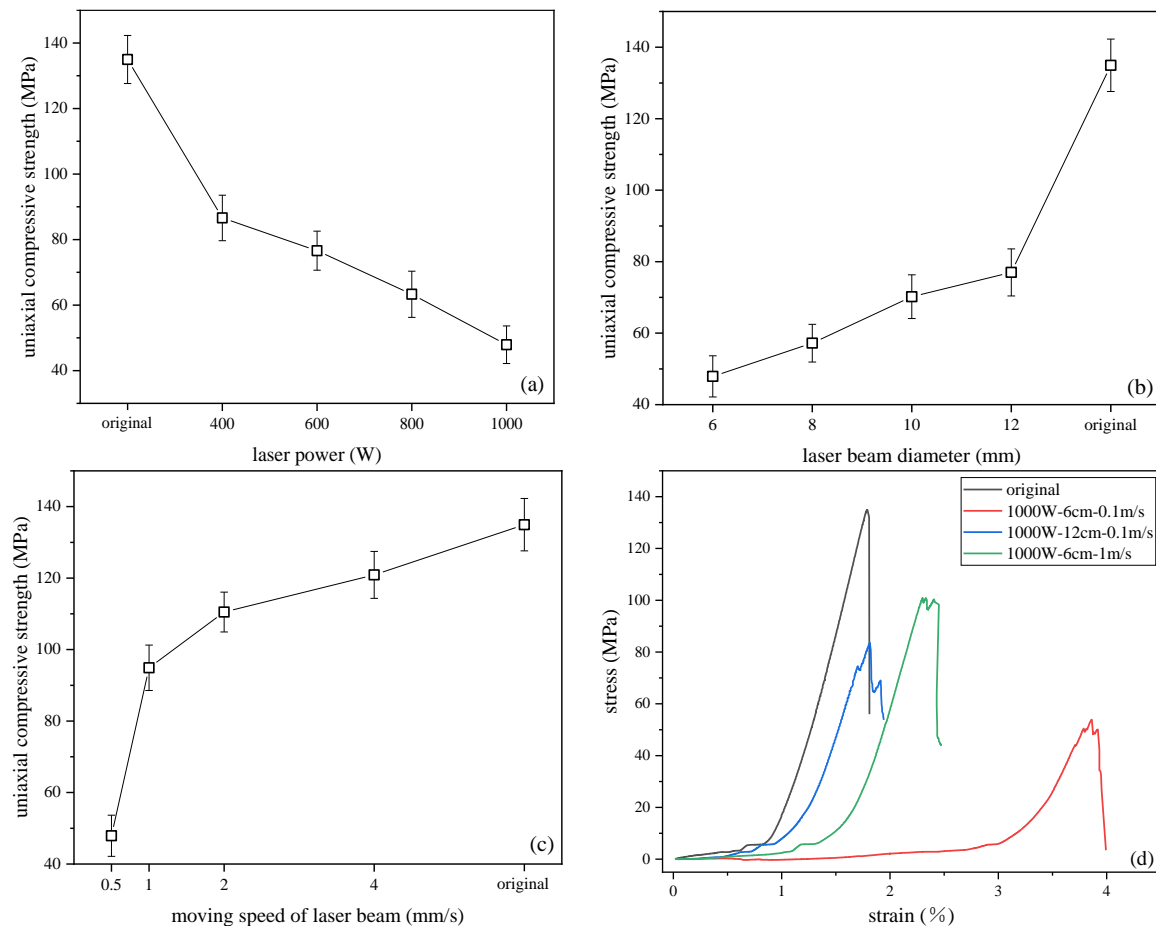 140
120
100
80
60
40
original 400 600 800 1000
laser power (W)
uniaxial compressive strength (MPa)
(a)
140
120
100
80
60
40
6 8 10 12 original
laser beam diameter (mm)
uniaxial compressive strength (MPa)
(b)
140
120
100
80
60
40
0.5 1 2 4 original
moving speed of laser beam (mm/s)
uniaxial compressive strength (MPa)
(c)
original
1000W-6cm-0.1m/s
1000W-12cm-0.1m/s
1000W-6cm-1m/s
140
120
100
80
60
40
20
0
0 1 2 3 4
strain (%)
stress (MPa)
(d)